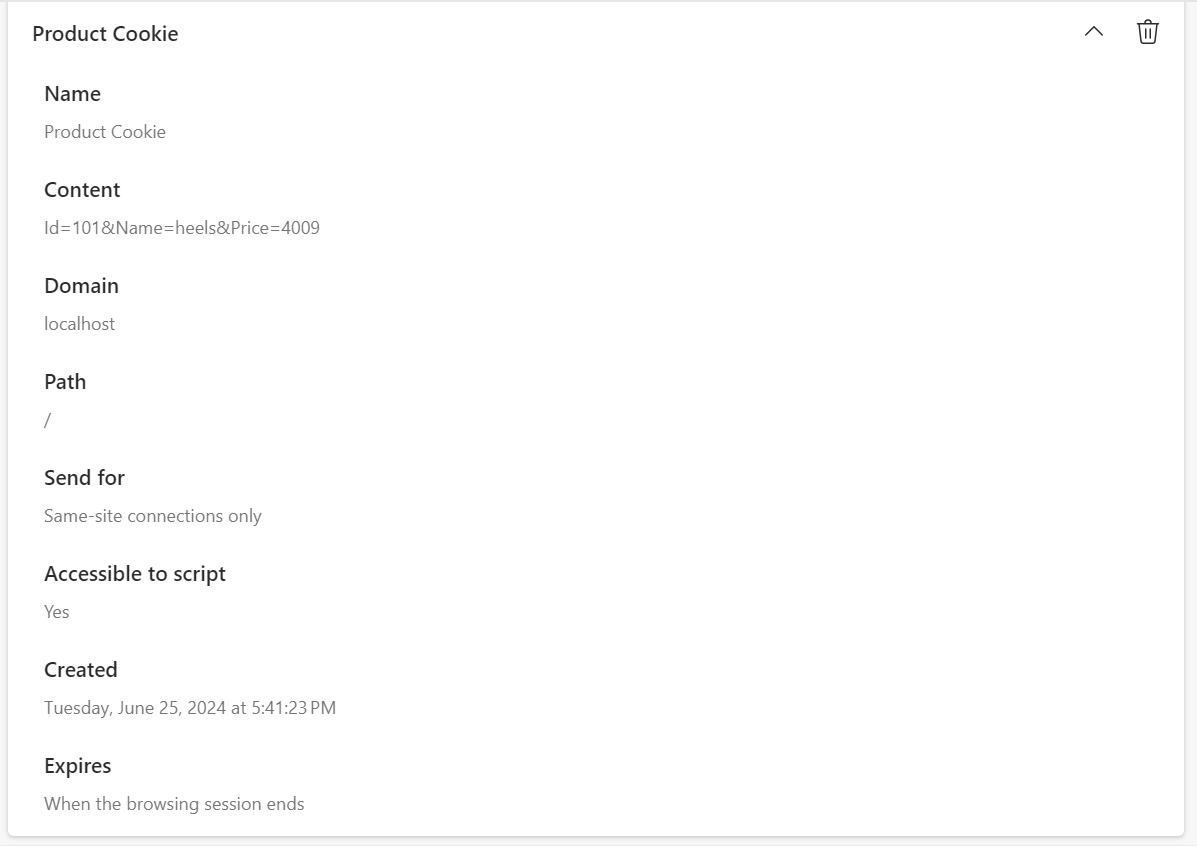 Product Cookie
Name
Product Cookie
Content
Id=101&Name=heels&Price=4009
Domain
localhost
Path
/
Send for
Same-site connections only
Accessible to script
Yes
Created
Tuesday, June 25, 2024 at 5:41:23 PM
Expires
When the browsing session ends